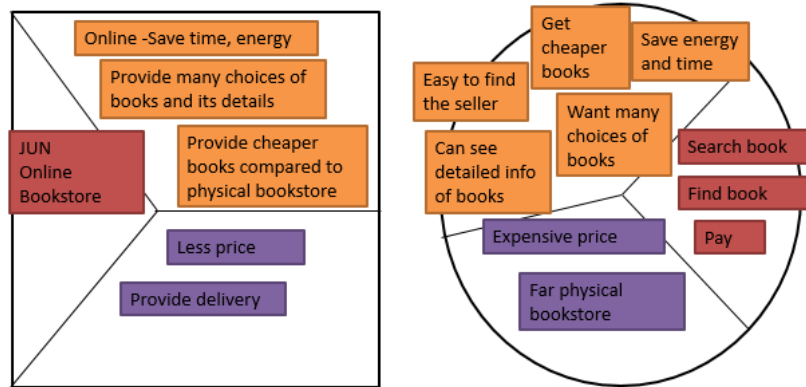 Online -Save time, energy
Provide many choices of
books and its details
JUN
Online
Bookstore
Provide cheaper
books compared to
physical bookstore
Less price
Provide delivery
Get
cheaper
books
Save energy
and time
Easy to find
the seller
Want many
choices of
books
Can see
detailed info
of books
Search book
Find book
Pay
Expensive price
Far physical
bookstore